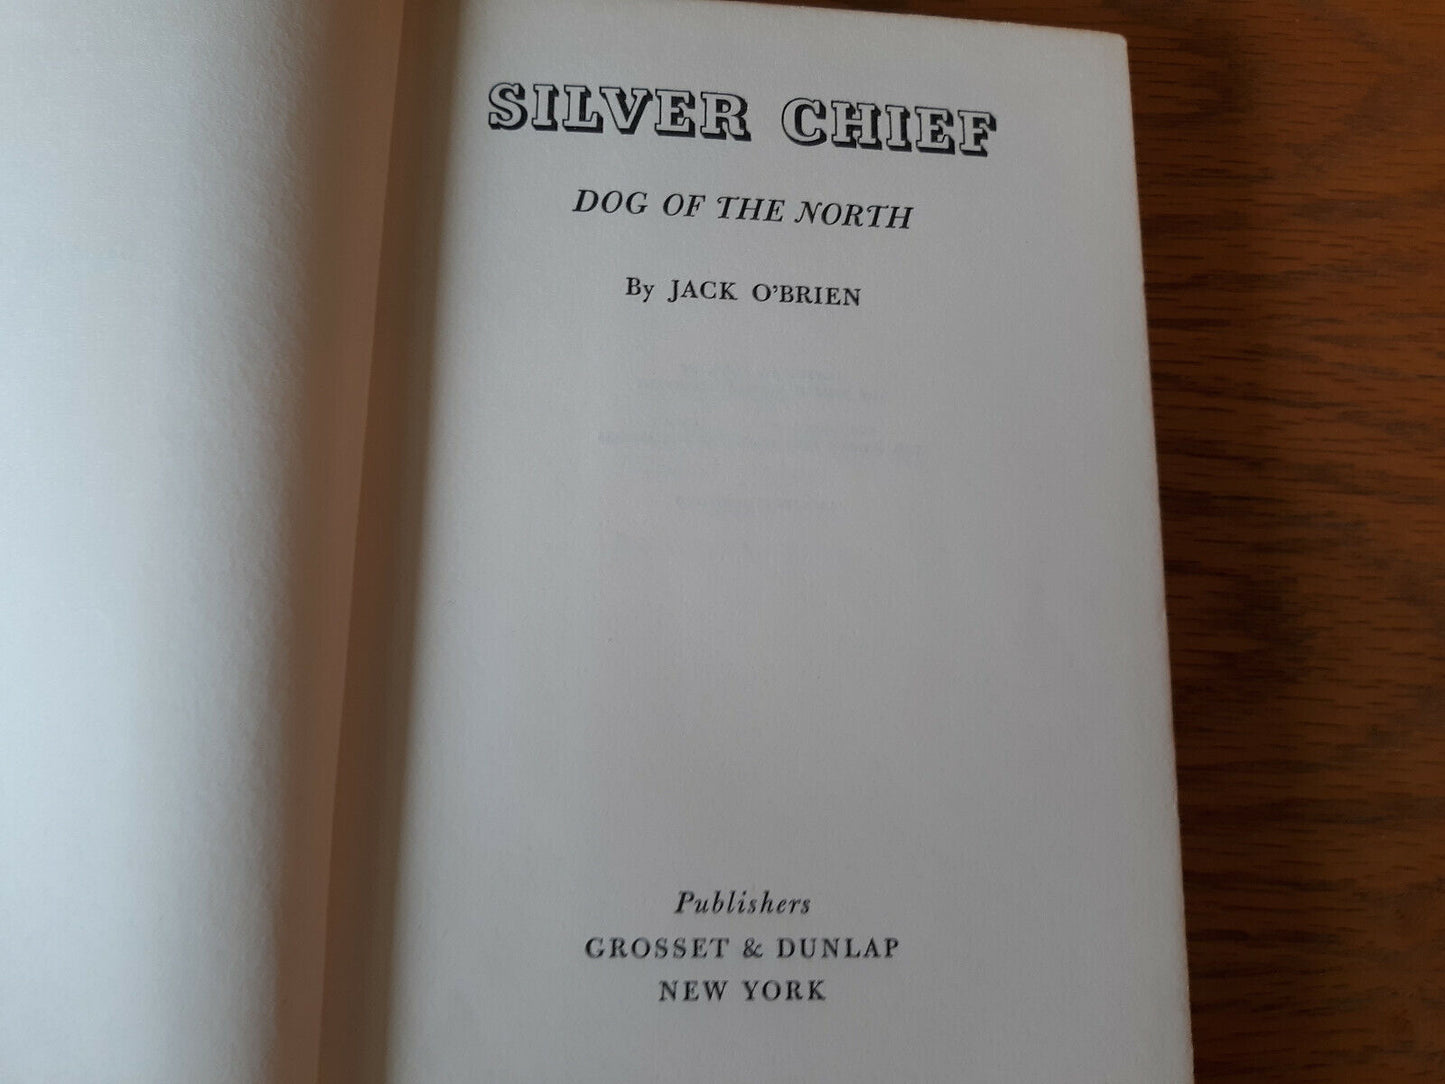 SILVER CHIEF
DOG OF THE NORTH
By JACK O'BRIEN
Publishers
GROSSET & DUNLAP
NEW YORK